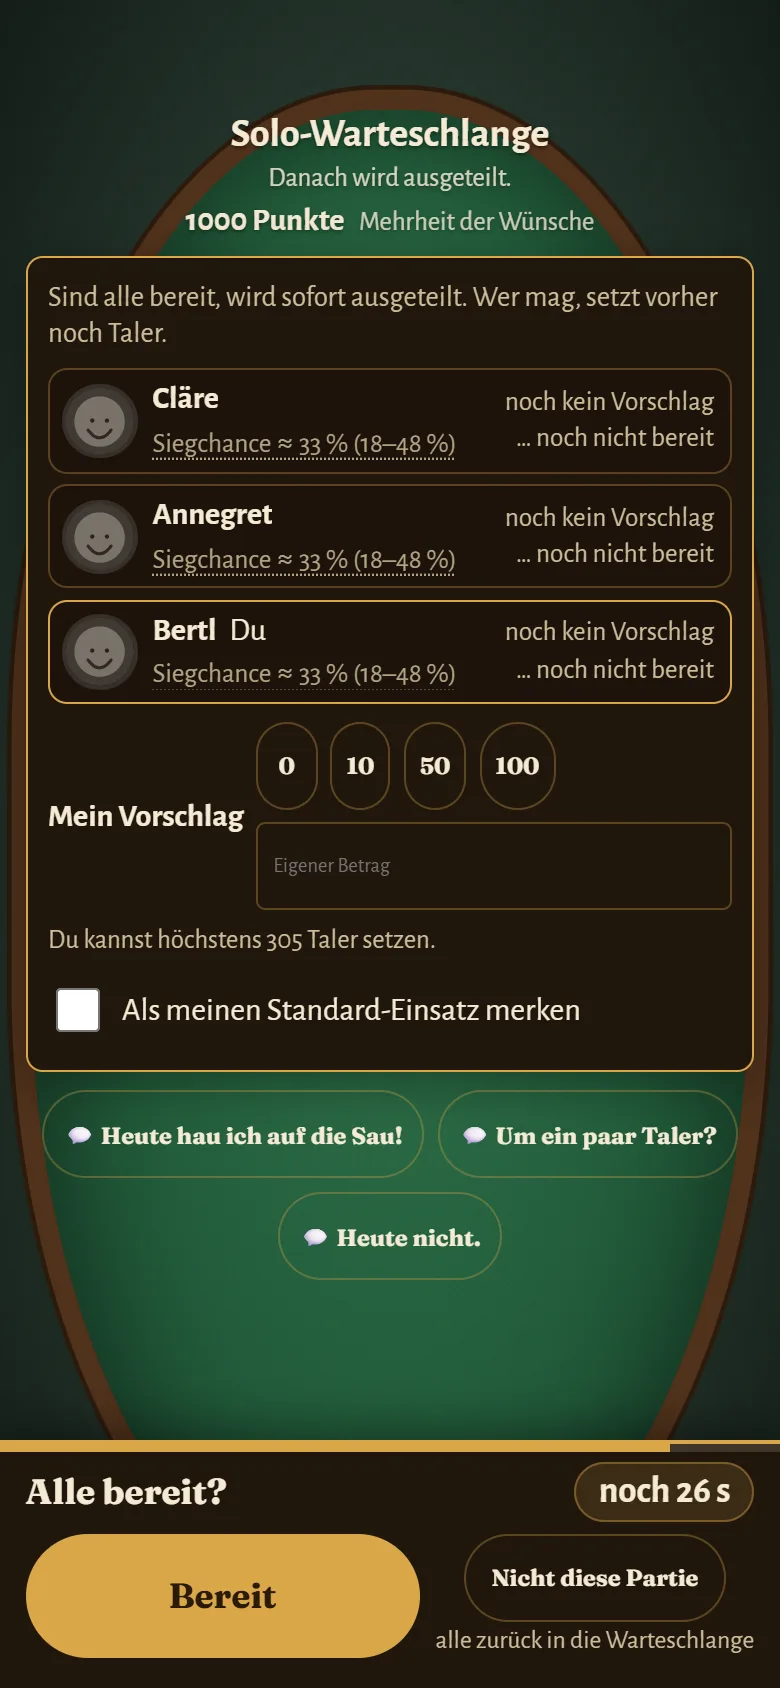 Solo-Warteschlange
Danach wird ausgeteilt.
1000 Punkte Mehrheit der Wünsche
Sind alle bereit, wird sofort ausgeteilt. Wer mag, setzt vorher
noch Taler.
Cläre
noch kein Vorschlag
Siegchance ≈ 33 % (18–48 %)
... noch nicht bereit
Annegret
noch kein Vorschlag
Siegchance ≈ 33 % (18–48 %)
... noch nicht bereit
Bertl Du
noch kein Vorschlag
Siegchance ≈ 33 % (18–48 %)
... noch nicht bereit
0 10 50 100
Mein Vorschlag
Eigener Betrag
Du kannst höchstens 305 Taler setzen.
Als meinen Standard-Einsatz merken
Heute hau ich auf die Sau!
Um ein paar Taler?
Heute nicht.
Alle bereit?
noch 26 s
Bereit
Nicht diese Partie
alle zurück in die Warteschlange